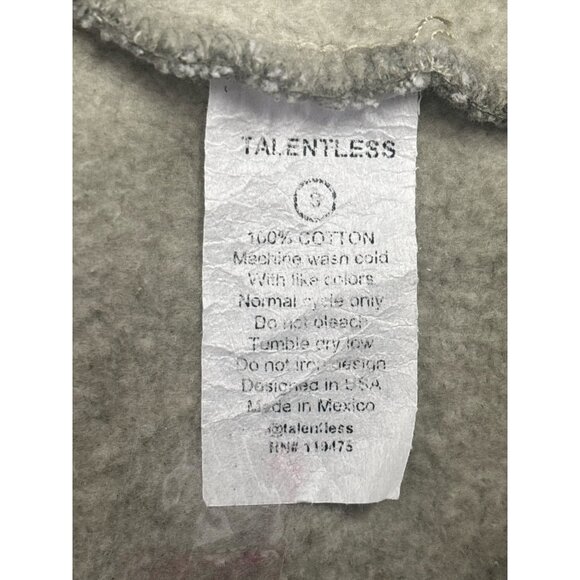 TALENTLESS
S
100% COTTON
Machine wash cold
With like colors
Normal cycle only
Do not bleach
Tumble dry low
Do not iron design
Designed in USA
Made in Mexico
@talentless
RN# 119475